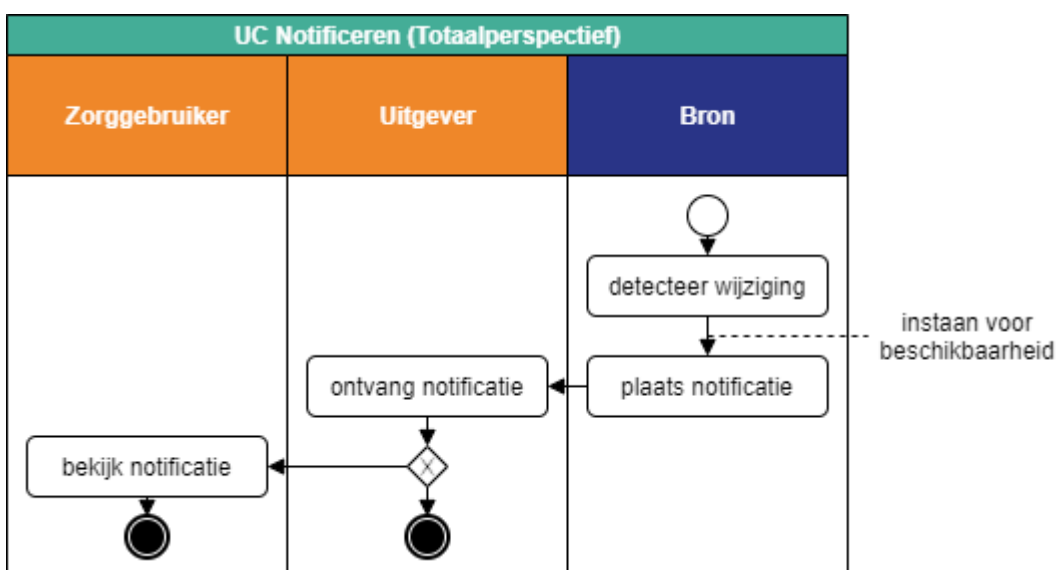 UC Notificeren (Totaalperspectief)
Zorggebruiker
Uitgever
Bron
detecteer wijziging
instaan voor
beschikbaarheid
ontvang notificatie
plaats notificatie
bekijk notificatie
X